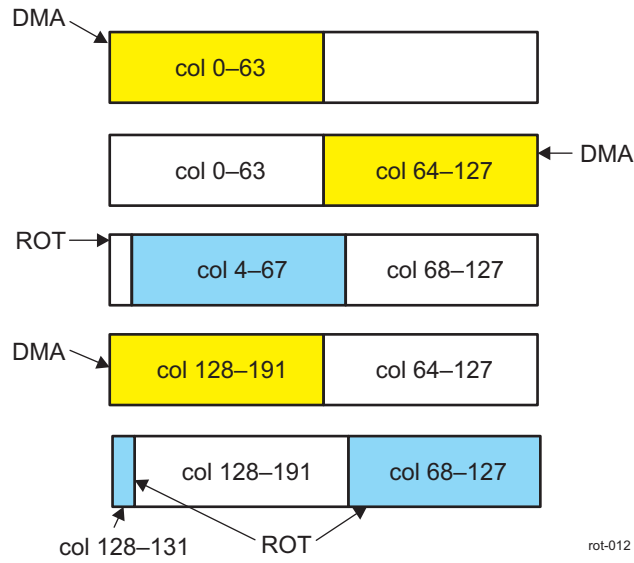 DMA
col 0–63
col 0–63
col 64–127
DMA
ROT
col 4–67
col 68–127
DMA
col 128–191
col 64–127
col 128–191
col 68–127
col 128–131
ROT
rot-012